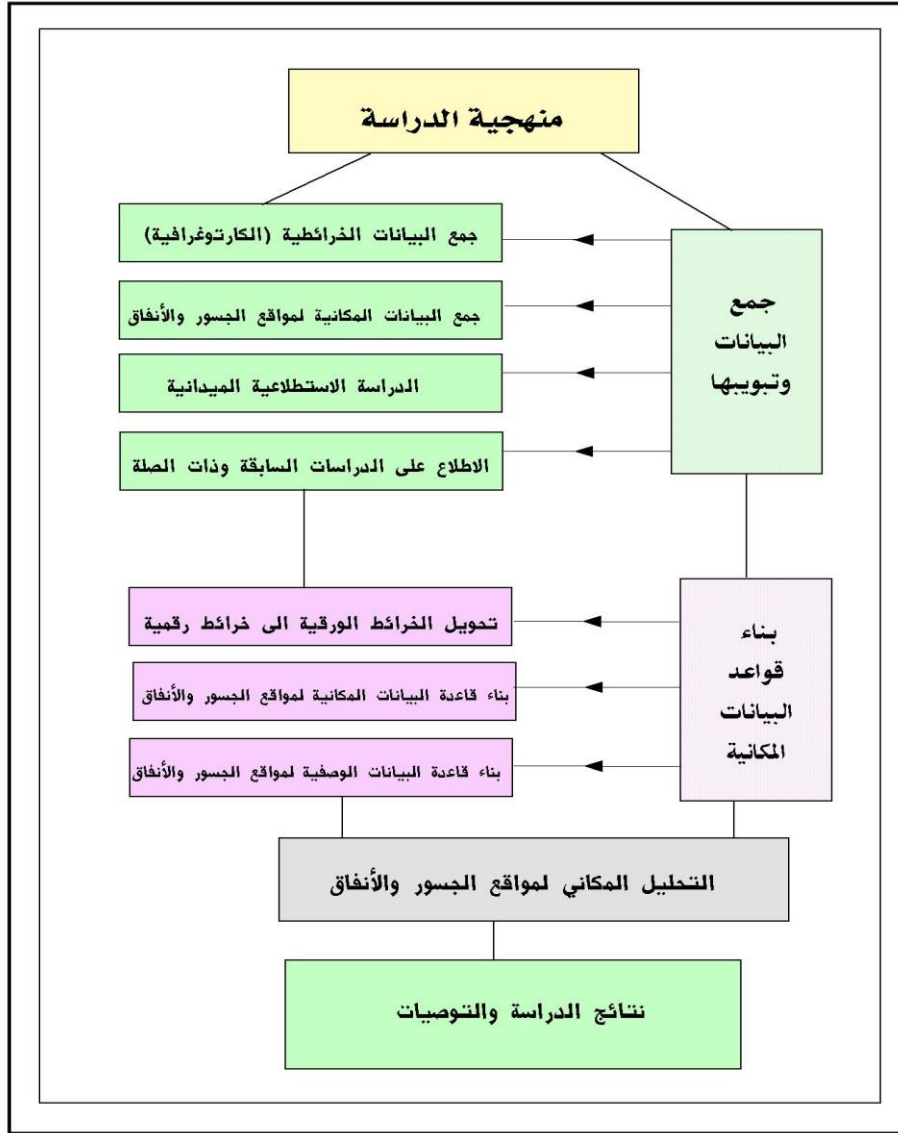 منهجية الدراسة
جمع
البيانات
وتبويبها
جمع البيانات الخرائطية (الكارتوغرافية)
جمع البيانات المكانية لمواقع الجسور والأنفاق
الدراسة الاستطلاعية الميدانية
الاطلاع على الدراسات السابقة وذات الصلة
بناء
قواعد
البيانات
المكانية
تحويل الخرائط الورقية الى خرائط رقمية
بناء قاعدة البيانات المكانية لمواقع الجسور والأنفاق
بناء قاعدة البيانات الوصفية لمواقع الجسور والأنفاق
التحليل المكاني لمواقع الجسور والأنفاق
نتائج الدراسة والتوصيات